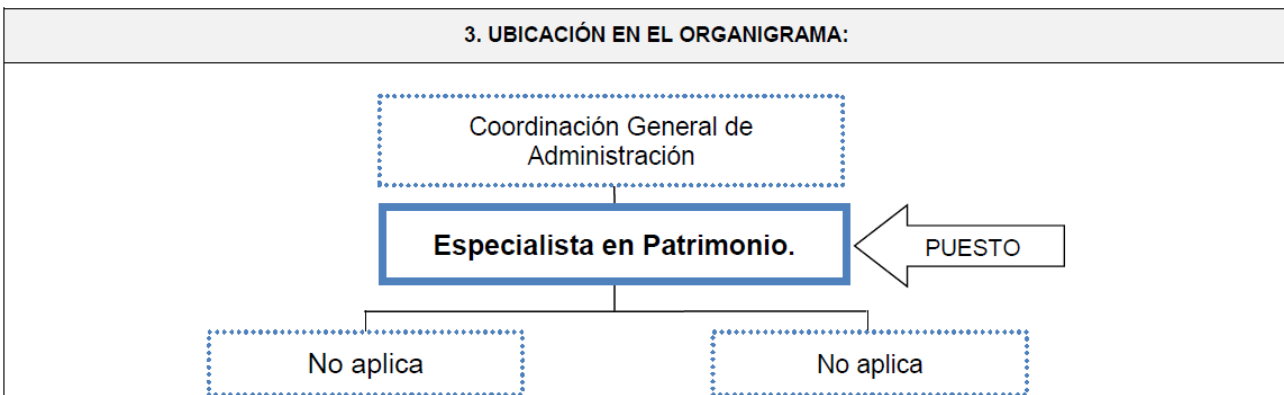 3. UBICACIÓN EN EL ORGANIGRAMA:
Coordinación General de
Administración
Especialista en Patrimonio.
PUESTO
No aplica
No aplica